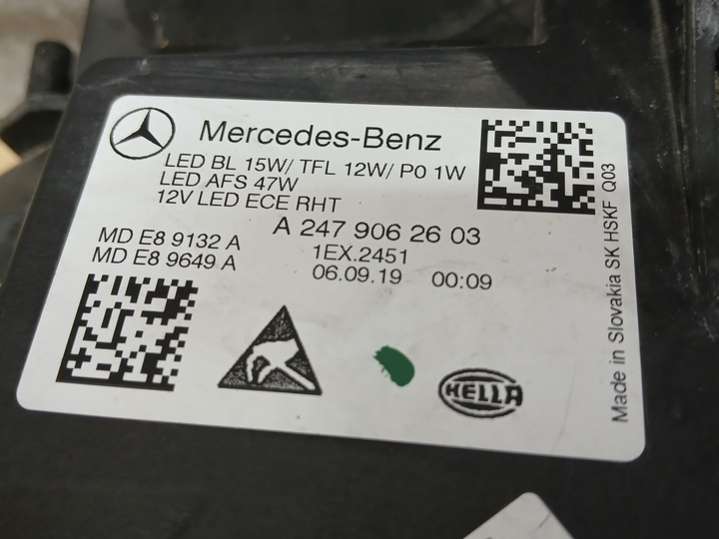 Mercedes-Benz
LED BL 15W/ TFL 12W/ P0 1W
LED AFS 47W
12V LED ECE RHT
A 247 906 26 03
MD E8 9132 A
MD E8 9649 A
1EX.2451
06.09.19 00:09
HELLA
Made in Slovakia SK HSKF Q03